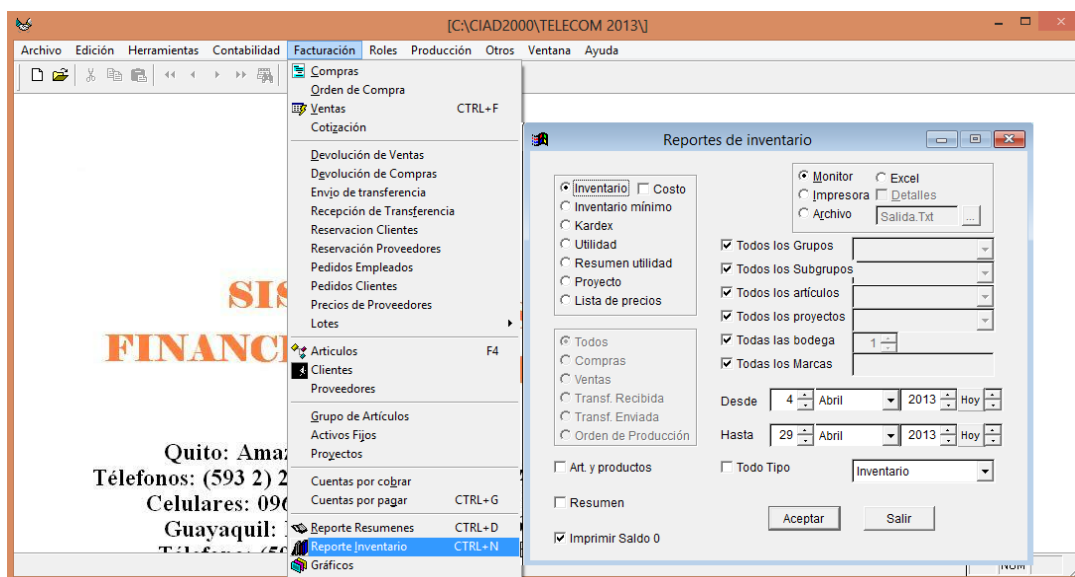 [C:\CIAD2000\TELECOM 2013\]
Archivo Edición Herramientas Contabilidad Facturación Roles Producción Otros Ventana Ayuda
Compras
Orden de Compra
Ventas CTRL+F
Cotización
Devolución de Ventas
Devolución de Compras
Envio de transferencia
Recepción de Transferencia
Reservacion Clientes
Reservación Proveedores
Pedidos Empleados
Pedidos Clientes
Precios de Proveedores
Lotes
Articulos F4
Clientes
Proveedores
Grupo de Artículos
Activos Fijos
Proyectos
Cuentas por cobrar
Cuentas por pagar CTRL+G
Reporte Resumenes CTRL+D
Reporte Inventario CTRL+N
Gráficos
SIS
FINANCI
Quito: Ama
Télefonos: (593 2) 2
Celulares: 09
Guayaquil:
Reportes de inventario
Inventario Costo
Inventario mínimo
Kardex
Utilidad
Resumen utilidad
Proyecto
Lista de precios
Todos
Compras
Ventas
Transf. Recibida
Transf. Enviada
Orden de Producción
Art. y productos
Resumen
Imprimir Saldo 0
Monitor Excel
Impresora Detalles
Archivo Salida.Txt ...
Todos los Grupos
Todos los Subgrupos
Todos los artículos
Todos los proyectos
Todas las bodega 1
Todas los Marcas
Desde 4 Abril 2013 Hoy
Hasta 29 Abril 2013 Hoy
Todo Tipo Inventario
Aceptar Salir
NUM